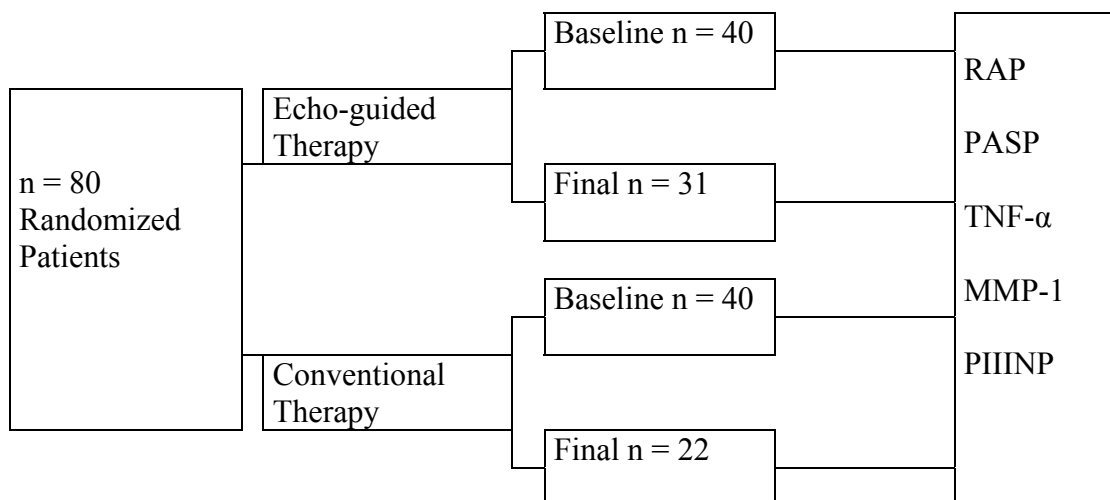 n = 80
Randomized
Patients
Echo-guided
Therapy
Conventional
Therapy
Baseline n = 40
Final n = 31
Baseline n = 40
Final n = 22
RAP
PASP
TNF-α
MMP-1
PIIINP